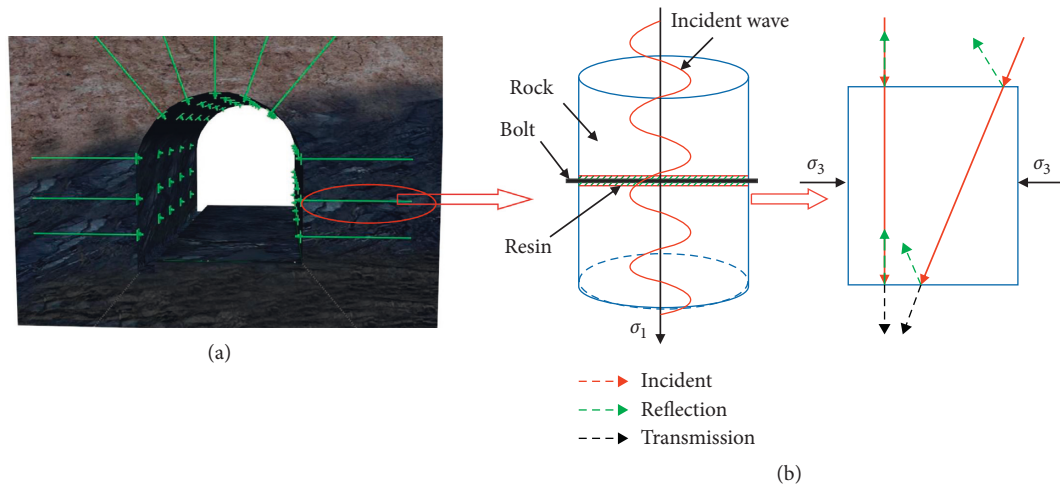 Incident wave
Rock
Bolt
Resin
σ1
σ3
σ3
(a)
Incident
Reflection
Transmission
(b)